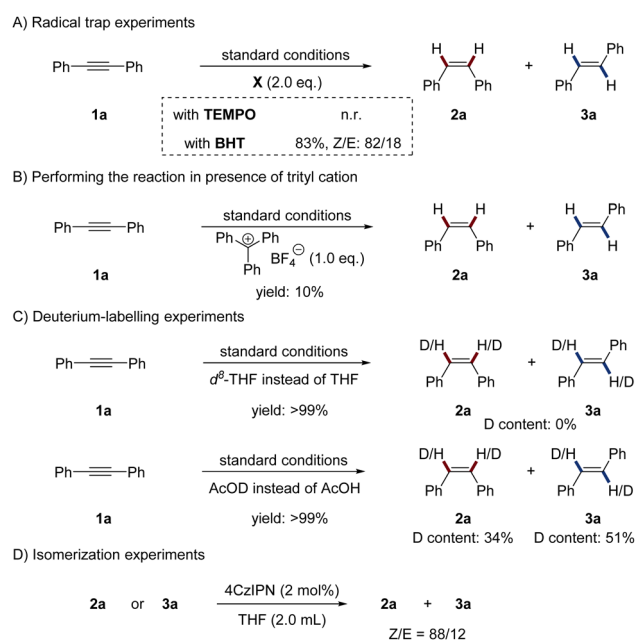 A) Radical trap experiments
H H H Ph
Ph Ph standard conditions + 
X (2.0 eq.) Ph Ph Ph H
1a 2a 3a
with TEMPO n.r.
with BHT 83%, Z/E: 82/18
B) Performing the reaction in presence of trityl cation
H H H Ph
Ph Ph standard conditions +
Ph ⊕ Ph BF4⊖ (1.0 eq.) Ph Ph Ph H
Ph
1a 2a 3a
yield: 10%
C) Deuterium-labelling experiments
D/H H/D D/H Ph
Ph Ph standard conditions +
d8-THF instead of THF Ph Ph Ph H/D
1a yield: >99% 2a 3a
D content: 0%
D/H H/D D/H Ph
Ph Ph standard conditions +
AcOD instead of AcOH Ph Ph Ph H/D
1a yield: >99% 2a 3a
D content: 34% D content: 51%
D) Isomerization experiments
4CzIPN (2 mol%)
2a or 3a 2a + 3a
THF (2.0 mL)
Z/E = 88/12